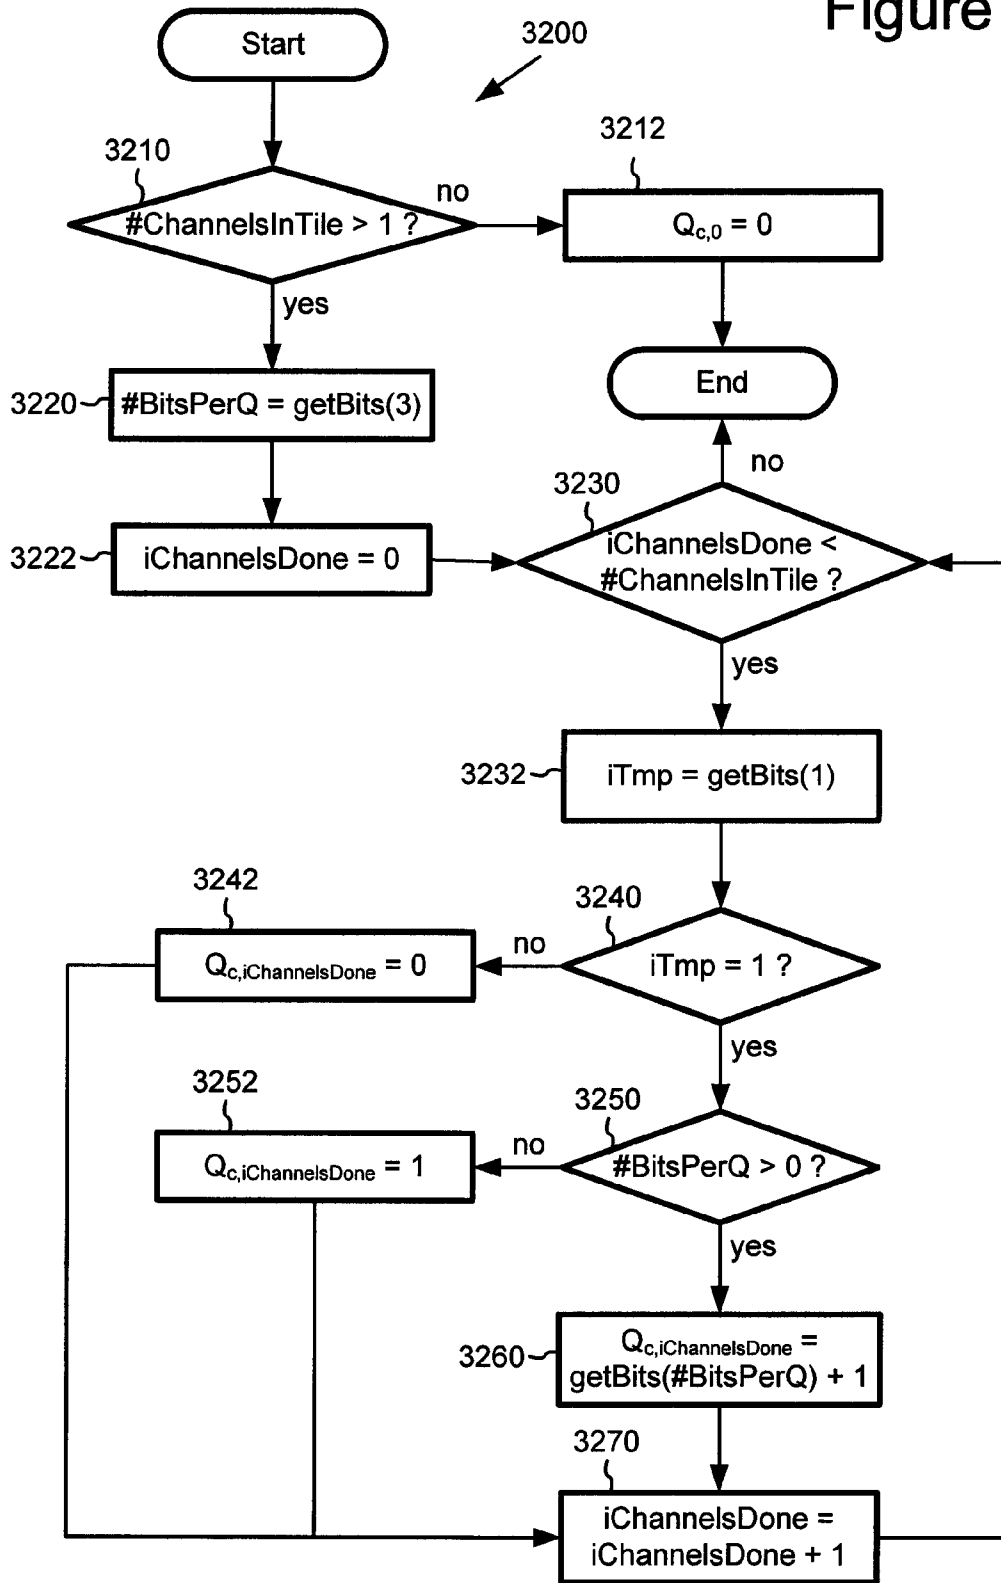 Figure
Start
3200
3210
#ChannelsInTile > 1 ?
no
3212
Qc,0 = 0
yes
End
3220
#BitsPerQ = getBits(3)
no
3230
3222
iChannelsDone = 0
iChannelsDone <
#ChannelsInTile ?
yes
3232
iTmp = getBits(1)
3242
3240
Qc,iChannelsDone = 0
no
iTmp = 1 ?
yes
3252
3250
Qc,iChannelsDone = 1
no
#BitsPerQ > 0 ?
yes
3260
Qc,iChannelsDone =
getBits(#BitsPerQ) + 1
3270
iChannelsDone =
iChannelsDone + 1